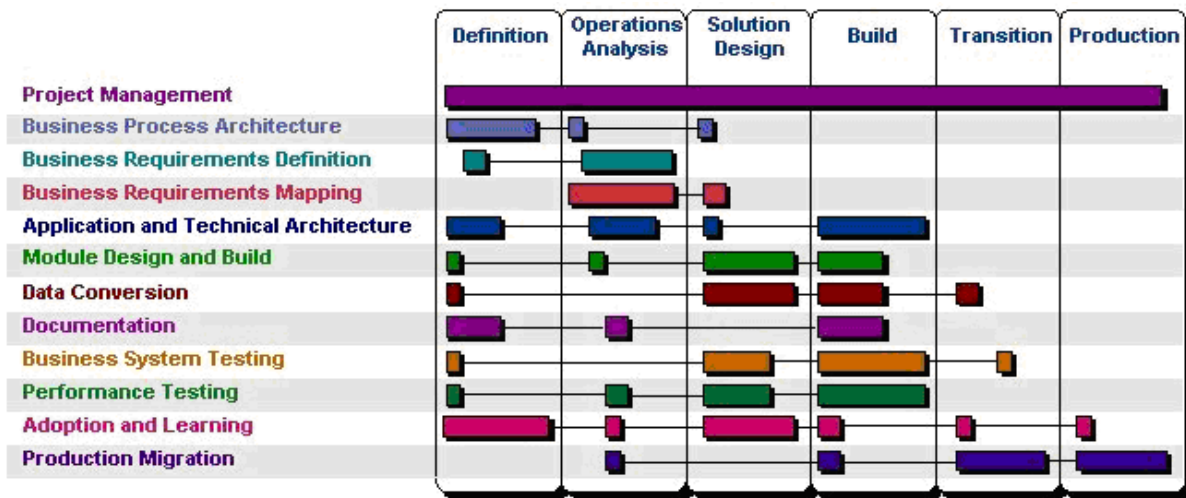 Definition
Operations
Analysis
Solution
Design
Build
Transition
Production
Project Management
Business Process Architecture
Business Requirements Definition
Business Requirements Mapping
Application and Technical Architecture
Module Design and Build
Data Conversion
Documentation
Business System Testing
Performance Testing
Adoption and Learning
Production Migration